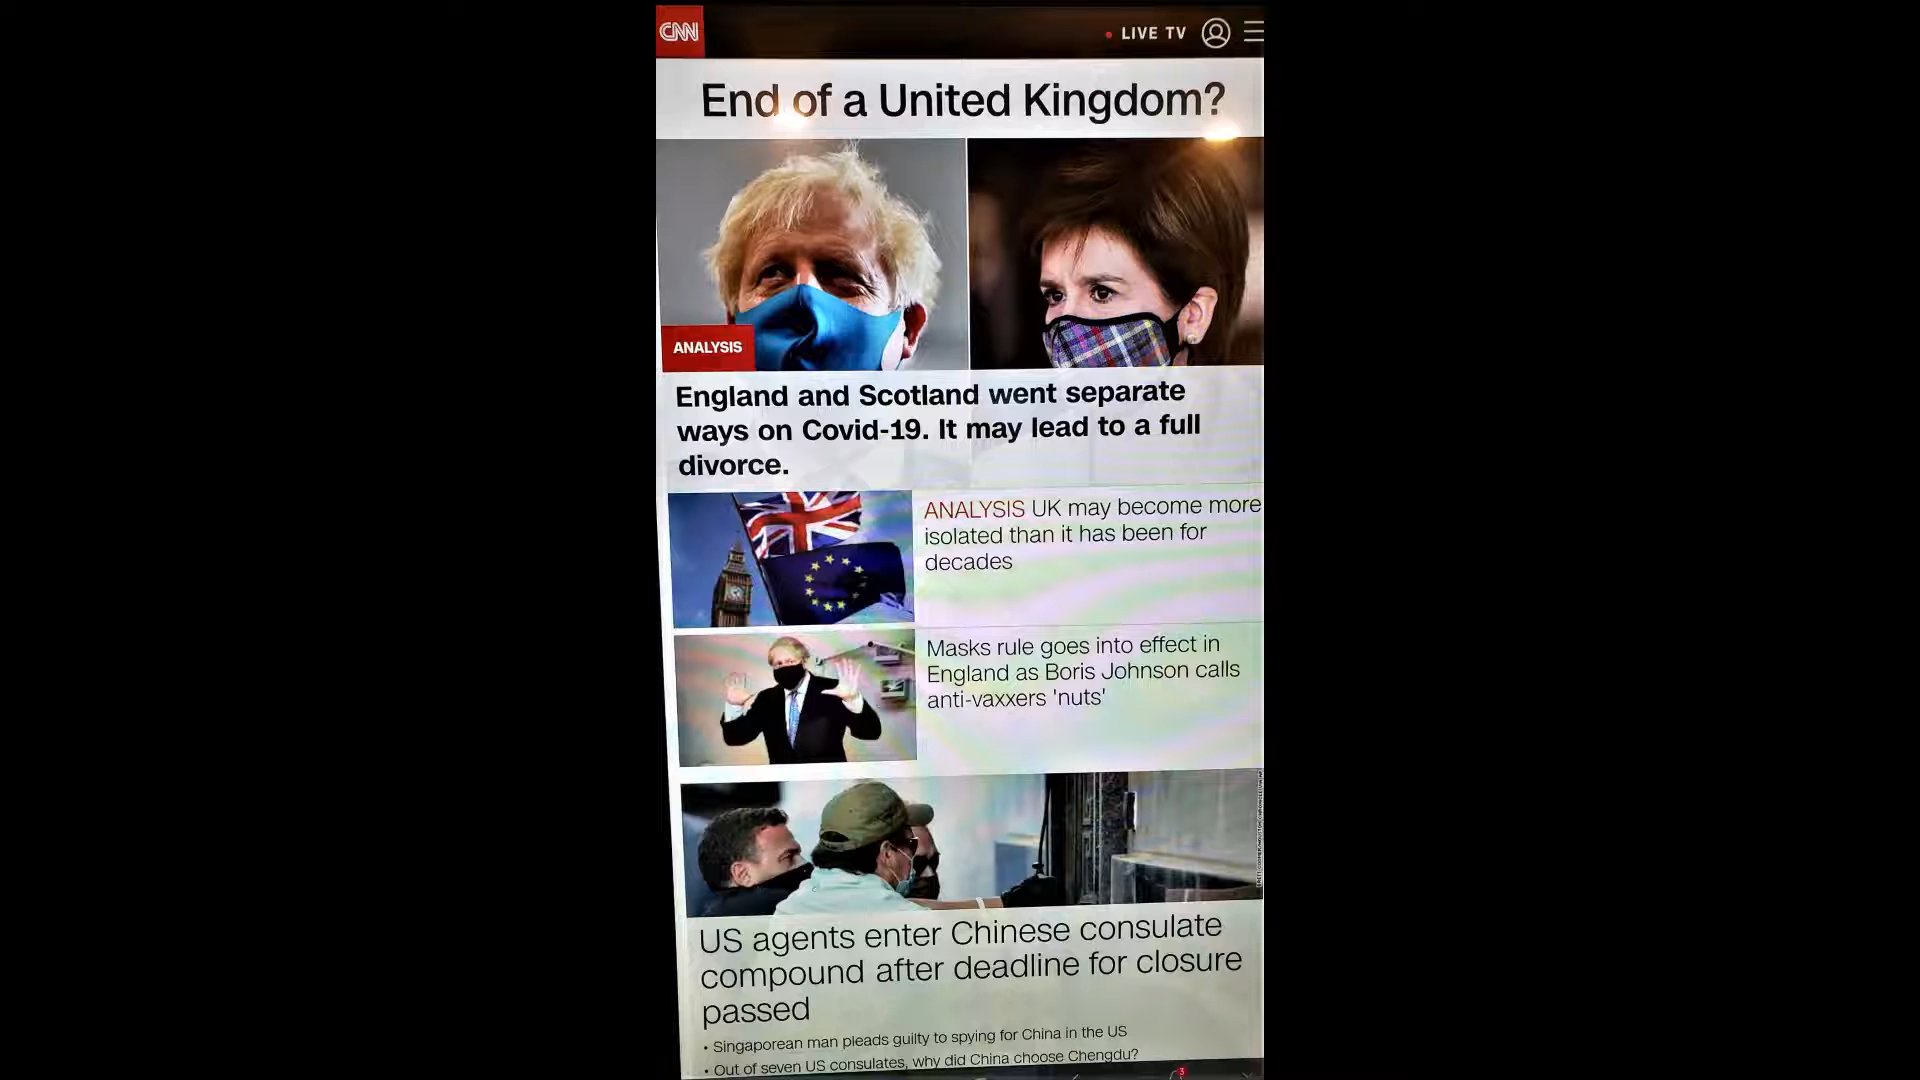 CNN
LIVE TV
End of a United Kingdom?
ANALYSIS
England and Scotland went separate
ways on Covid-19. It may lead to a full
divorce.
ANALYSIS UK may become more
isolated than it has been for
decades
Masks rule goes into effect in
England as Boris Johnson calls
anti-vaxxers 'nuts'
US agents enter Chinese consulate
compound after deadline for closure
passed
• Singaporean man pleads guilty to spying for China in the US
• Out of seven US consulates, why did China choose Chengdu?
3